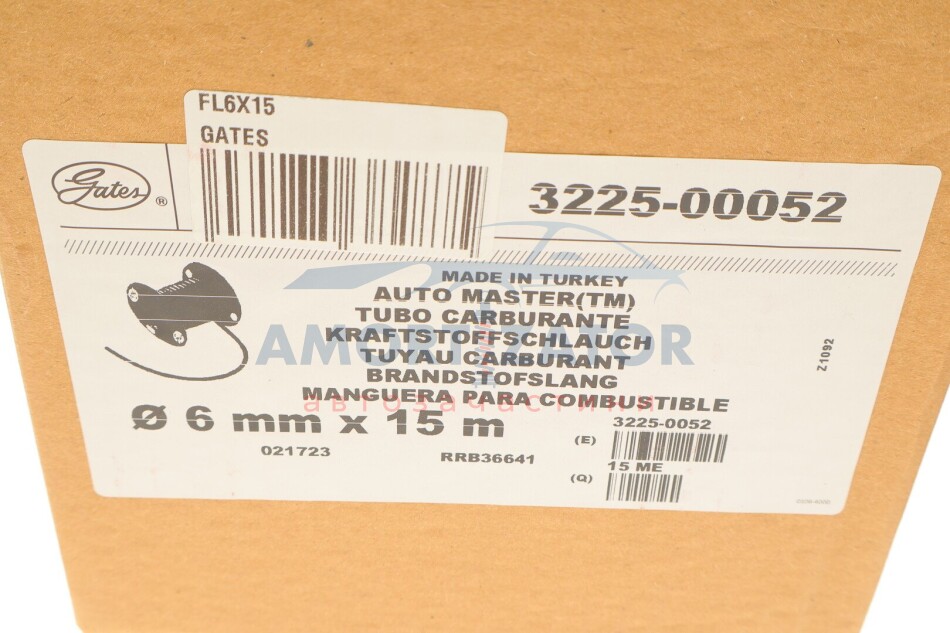 FL6X15
GATES
Gates®
3225-00052
MADE IN TURKEY
AUTO MASTER(TM)
TUBO CARBURANTE
KRAFTSTOFFSCHLAUCH
TUYAU CARBURANT
BRANDSTOFSLANG
MANGUERA PARA COMBUSTIBLE
Z1092
AMORTIZATOR
автозачастини
Ø 6 mm x 15 m
3225-0052
(E)
021723
RRB36641
15 ME
(Q)